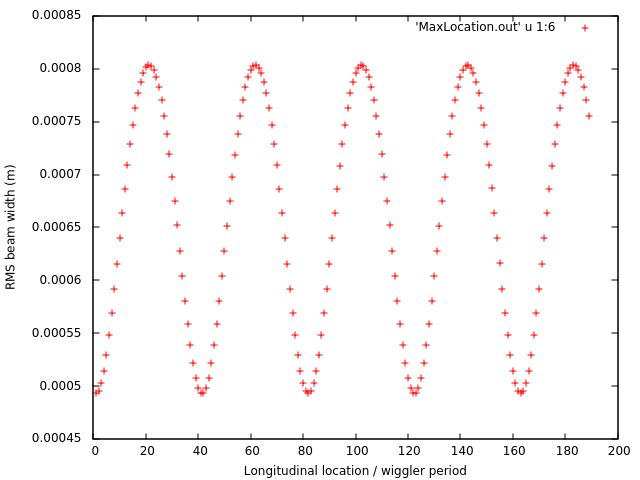 0.00085
'MaxLocation.out' u 1:6
0.0008
0.00075
0.0007
0.00065
0.0006
0.00055
0.0005
0.00045
RMS beam width (m)
0 20 40 60 80 100 120 140 160 180 200
Longitudinal location / wiggler period